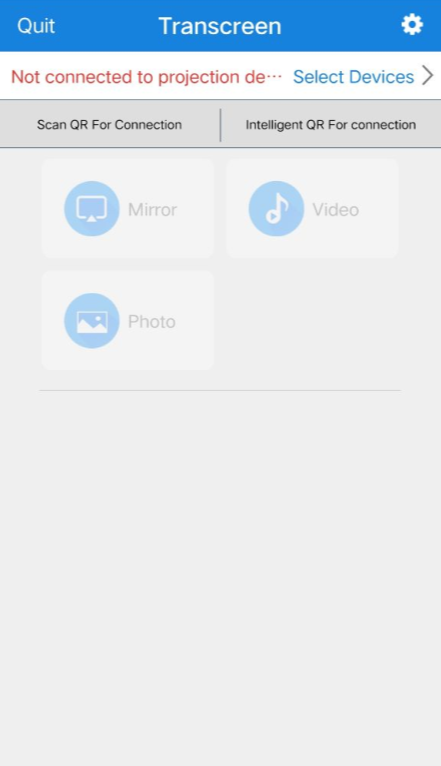 Quit Transcreen
Not connected to projection de··· Select Devices
Scan QR For Connection Intelligent QR For connection
Mirror Video
Photo